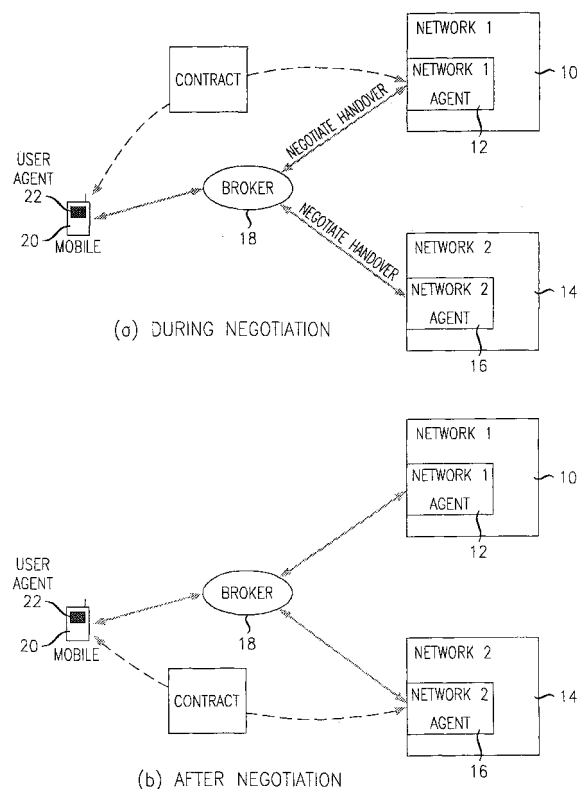 NETWORK 1
NETWORK 1
AGENT
10
12
CONTRACT
NEGOTIATE HANDOVER
USER
AGENT
22
20
MOBILE
BROKER
18
NEGOTIATE HANDOVER
NETWORK 2
NETWORK 2
AGENT
14
16
(a) DURING NEGOTIATION
NETWORK 1
NETWORK 1
AGENT
10
12
USER
AGENT
22
20
MOBILE
BROKER
18
CONTRACT
NETWORK 2
NETWORK 2
AGENT
14
16
(b) AFTER NEGOTIATION